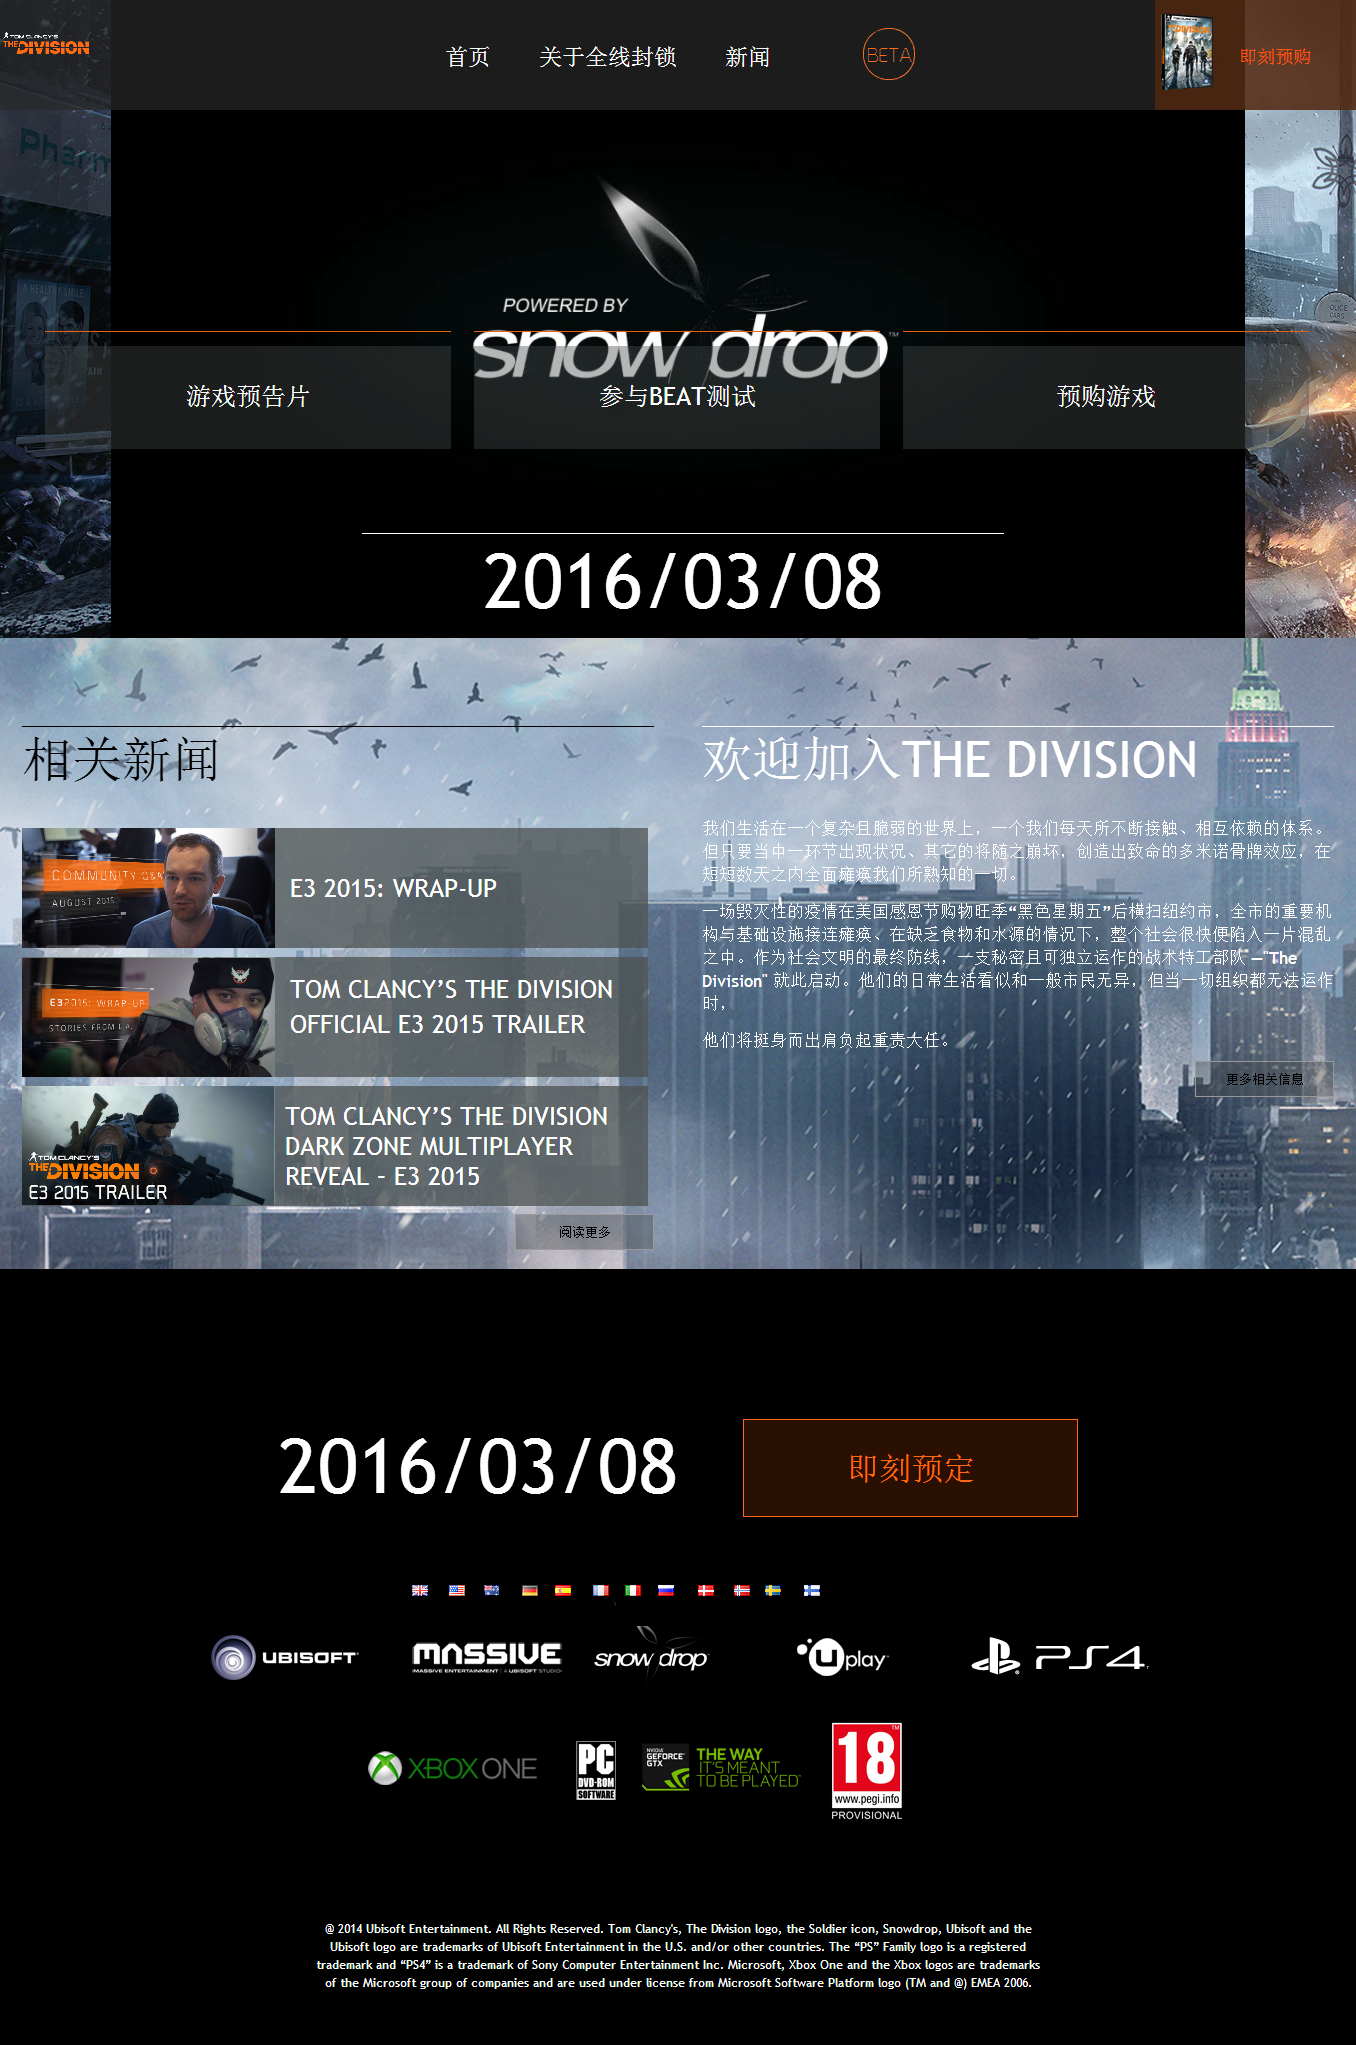 TOM CLANCY'S
THE DIVISION
首页
关于全线封锁
新闻
BETA
即刻预购
Pharm
A HEALTHY SMILE
POWERED BY
snowdrop™
游戏预告片
参与BEAT测试
预购游戏
2016/03/08
相关新闻
COMMUNITY Q&A
AUGUST 2015
E3 2015: WRAP-UP
E3 2015: WRAP-UP
STORIES FROM L.A.
TOM CLANCY’S THE DIVISION
OFFICIAL E3 2015 TRAILER
TOM CLANCY'S
THE DIVISION
E3 2015 TRAILER
TOM CLANCY’S THE DIVISION
DARK ZONE MULTIPLAYER
REVEAL – E3 2015
阅读更多
欢迎加入THE DIVISION
我们生活在一个复杂且脆弱的世界上，一个我们每天所不断接触、相互依赖的体系。
但只要当中一环节出现状况、其它的将随之崩坏，创造出致命的多米诺骨牌效应，在
短短数天之内全面瘫痪我们所熟知的一切。
一场毁灭性的疫情在美国感恩节购物旺季“黑色星期五”后横扫纽约市，全市的重要机
构与基础设施接连瘫痪、在缺乏食物和水源的情况下，整个社会很快便陷入一片混乱
之中。作为社会文明的最终防线，一支秘密且可独立运作的战术特工部队 —"The
Division" 就此启动。他们的日常生活看似和一般市民无异，但当一切组织都无法运作
时，
他们将挺身而出肩负起重责大任。
更多相关信息
2016/03/08
即刻预定
UBISOFT
MASSIVE
MASSIVE ENTERTAINMENT | A UBISOFT STUDIO
snowdrop
Uplay
PS4
XBOX ONE
PC
DVD-ROM
SOFTWARE
NVIDIA
GEFORCE
GTX
THE WAY
IT'S MEANT
TO BE PLAYED
18
www.pegi.info
PROVISIONAL
@ 2014 Ubisoft Entertainment. All Rights Reserved. Tom Clancy's, The Division logo, the Soldier icon, Snowdrop, Ubisoft and the
Ubisoft logo are trademarks of Ubisoft Entertainment in the U.S. and/or other countries. The “PS” Family logo is a registered
trademark and “PS4” is a trademark of Sony Computer Entertainment Inc. Microsoft, Xbox One and the Xbox logos are trademarks
of the Microsoft group of companies and are used under license from Microsoft Software Platform logo (TM and @) EMEA 2006.